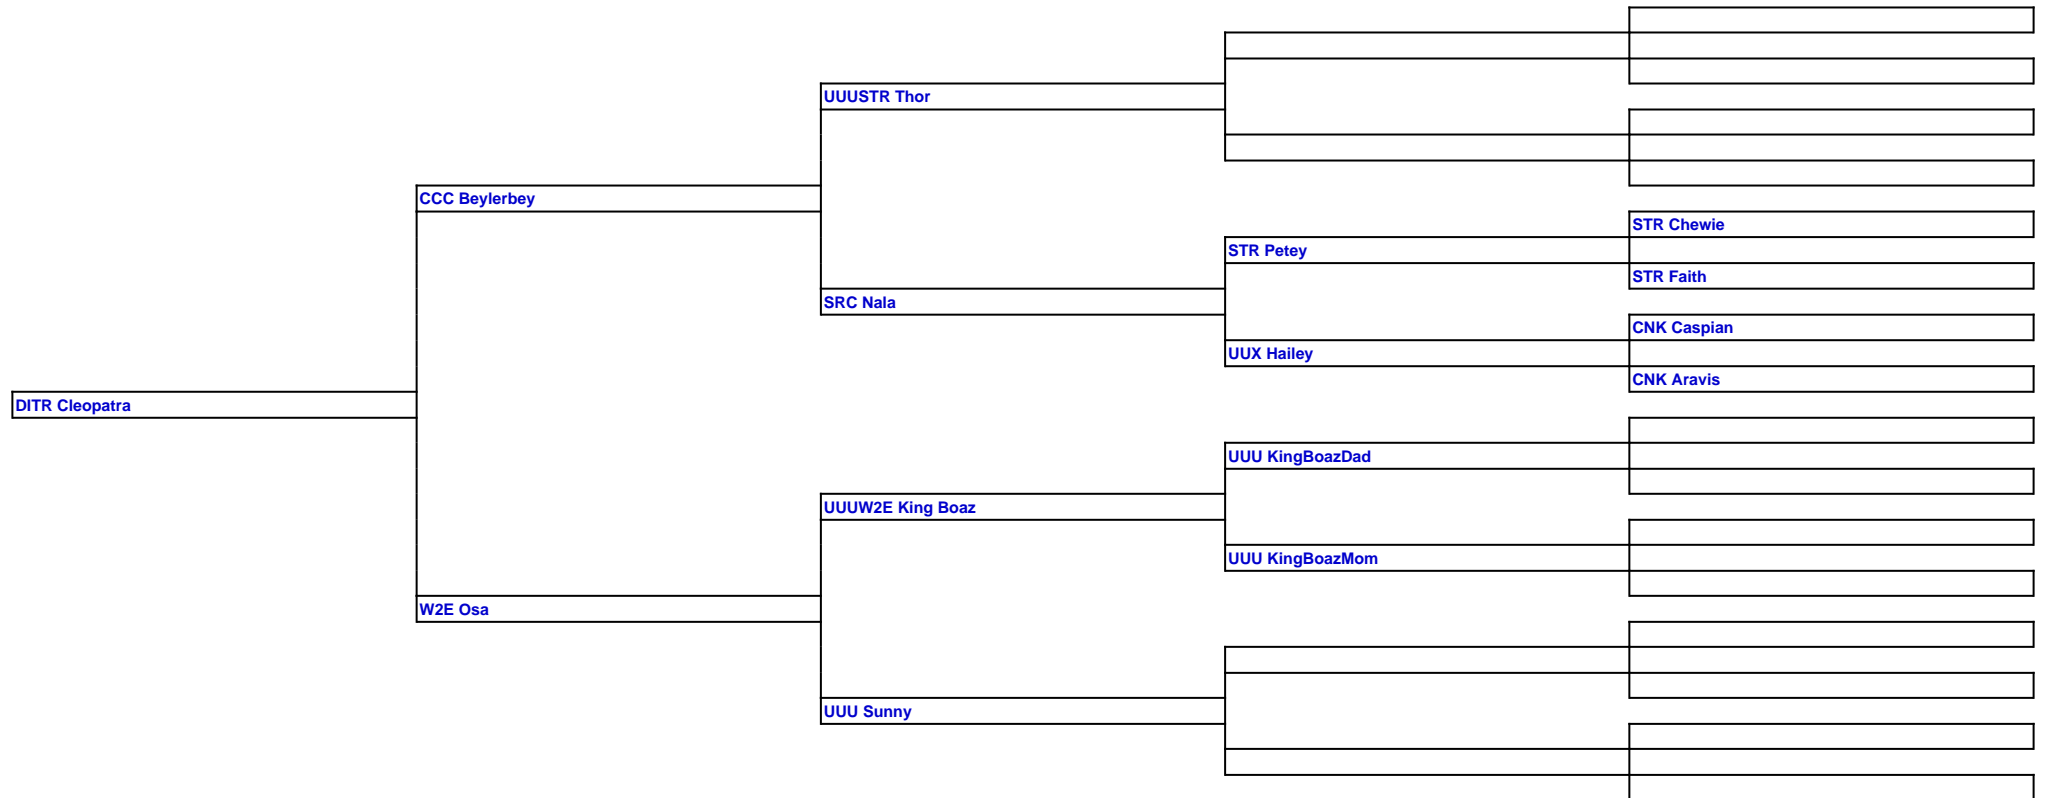 UUUSTR Thor
CCC Beylerbey
STR Chewie
STR Petey
STR Faith
SRC Nala
CNK Caspian
UUX Hailey
CNK Aravis
DITR Cleopatra
UUU KingBoazDad
UUUW2E King Boaz
UUU KingBoazMom
W2E Osa
UUU Sunny